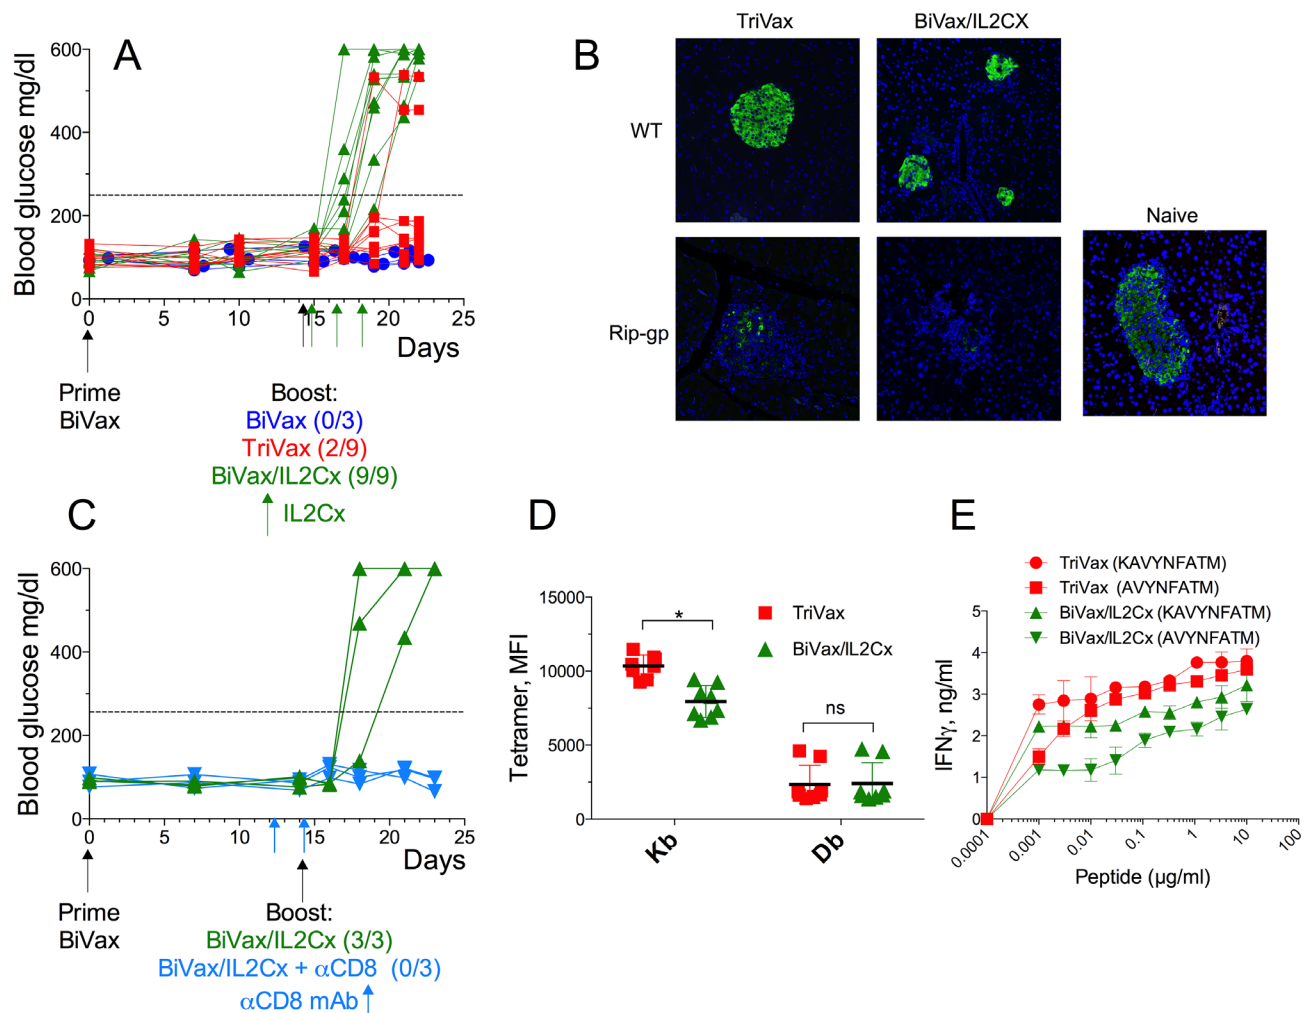 A
Blood glucose mg/dl
600
400
200
0
0
5
10
15
20
25
Days
Prime
BiVax
Boost:
BiVax (0/3)
TriVax (2/9)
BiVax/IL2Cx (9/9)
IL2Cx
B
TriVax
BiVax/IL2CX
WT
Rip-gp
Naive
C
Blood glucose mg/dl
600
400
200
0
0
5
10
15
20
25
Days
Prime
BiVax
Boost:
BiVax/IL2Cx (3/3)
BiVax/IL2Cx + αCD8 (0/3)
αCD8 mAb
D
Tetramer, MFI
15000
10000
5000
0
*
ns
TriVax
BiVax/IL2Cx
Kb
Db
E
TriVax (KAVYNFATM)
TriVax (AVYNFATM)
BiVax/IL2Cx (KAVYNFATM)
BiVax/IL2Cx (AVYNFATM)
IFNγ, ng/ml
5
4
3
2
1
0
0.0001
0.001
0.01
0.1
1
10
100
Peptide (µg/ml)